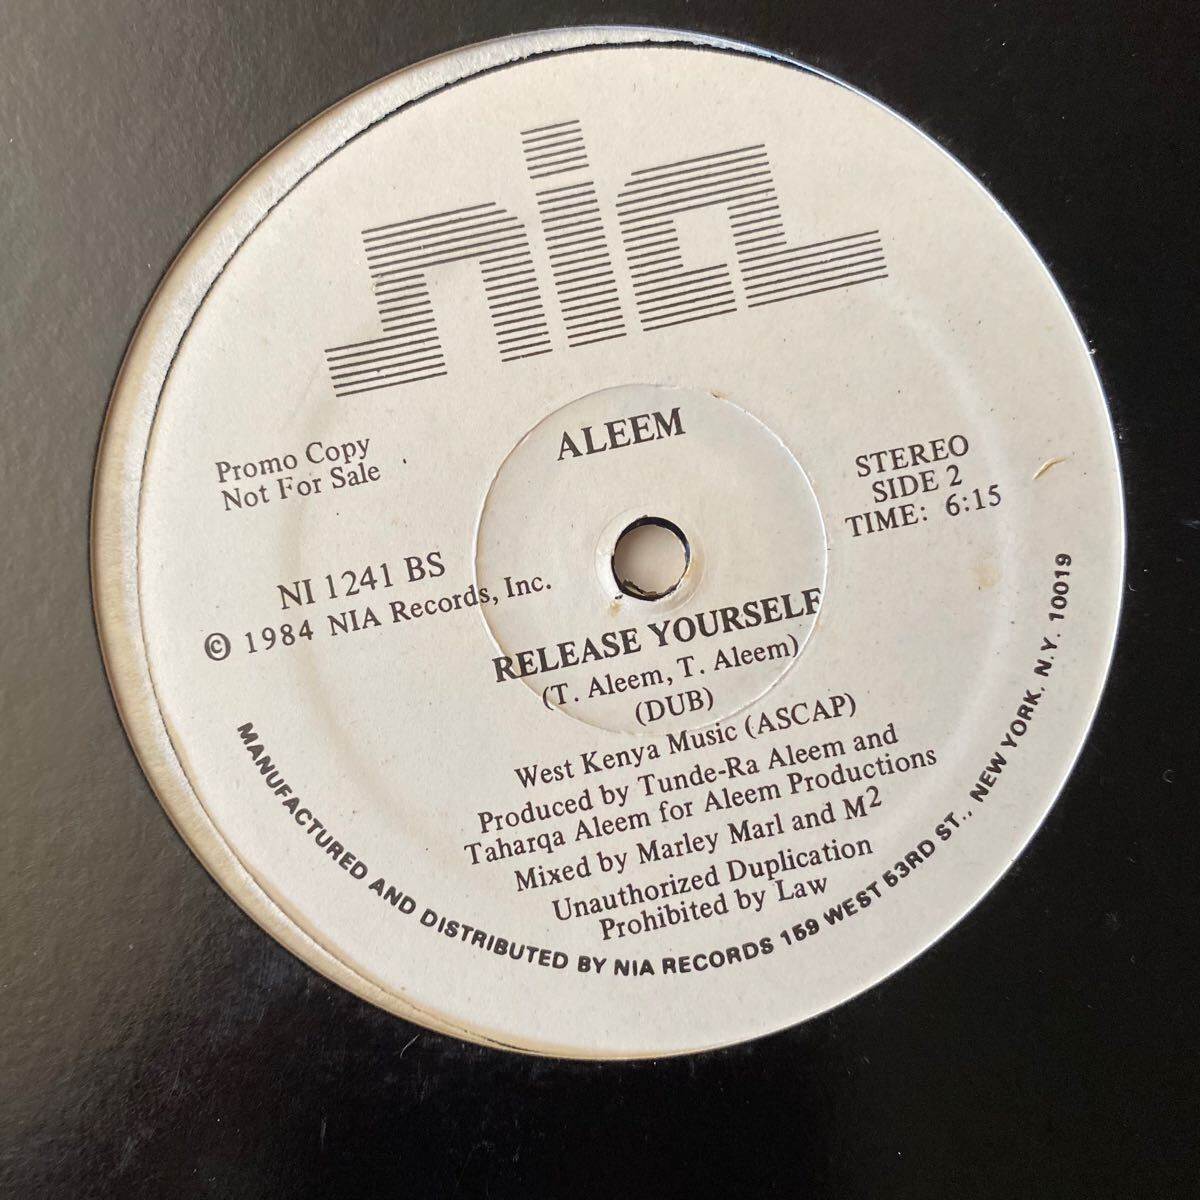 nia
ALEEM
Promo Copy
Not For Sale
STEREO
SIDE 2
TIME: 6:15
NI 1241 BS
© 1984 NIA Records, Inc.
RELEASE YOURSELF
(T. Aleem, T. Aleem)
(DUB)
West Kenya Music (ASCAP)
Produced by Tunde-Ra Aleem and
Taharqa Aleem for Aleem Productions
Mixed by Marley Marl and M²
Unauthorized Duplication
Prohibited by Law
MANUFACTURED AND DISTRIBUTED BY NIA RECORDS 159 WEST 53RD ST., NEW YORK, N.Y. 10019